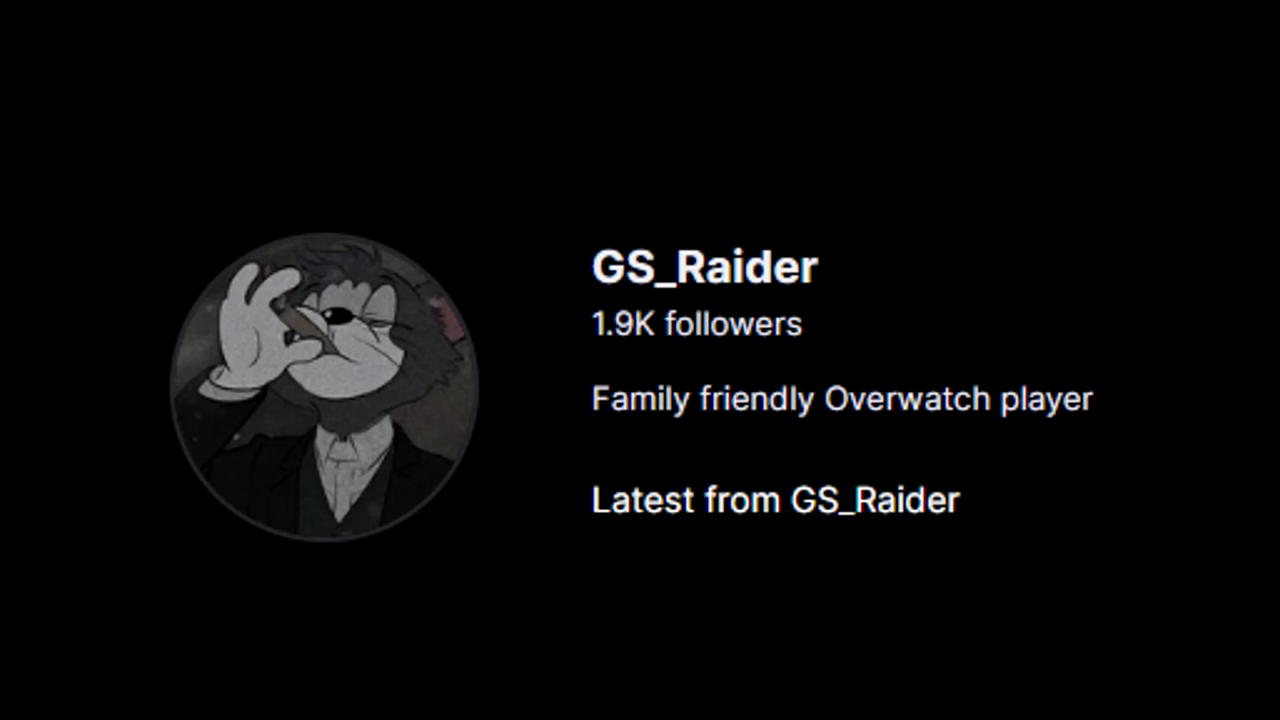 GS_Raider
1.9K followers
Family friendly Overwatch player
Latest from GS_Raider